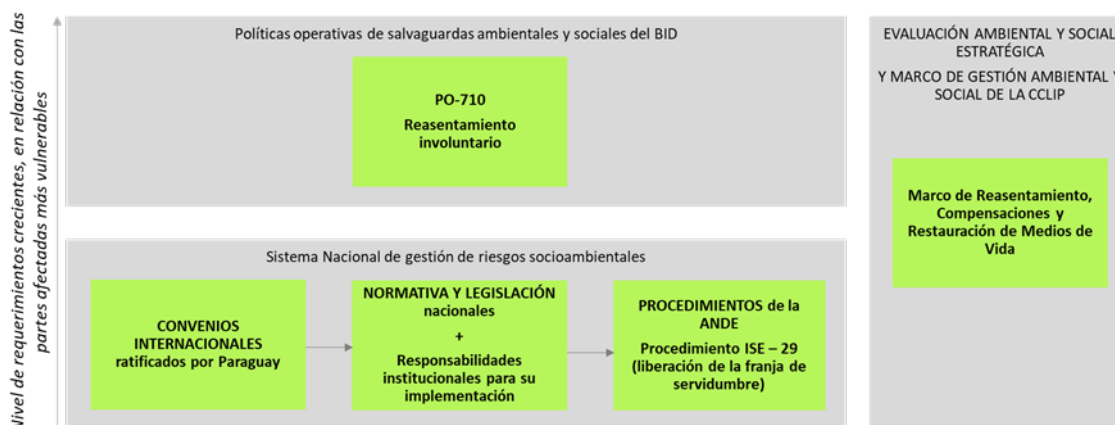 Nivel de requerimientos crecientes, en relación con las
partes afectadas más vulnerables
Políticas operativas de salvaguardas ambientales y sociales del BID
PO-710
Reasentamiento
involuntario
Sistema Nacional de gestión de riesgos socioambientales
CONVENIOS
INTERNACIONALES
ratificados por Paraguay
NORMATIVA Y LEGISLACIÓN
nacionales
+
Responsabilidades
institucionales para su
implementación
PROCEDIMIENTOS de la
ANDE
Procedimiento ISE – 29
(liberación de la franja de
servidumbre)
EVALUACIÓN AMBIENTAL Y SOCIAL
ESTRATÉGICA
Y MARCO DE GESTIÓN AMBIENTAL Y
SOCIAL DE LA CCLIP
Marco de Reasentamiento,
Compensaciones y
Restauración de Medios de
Vida